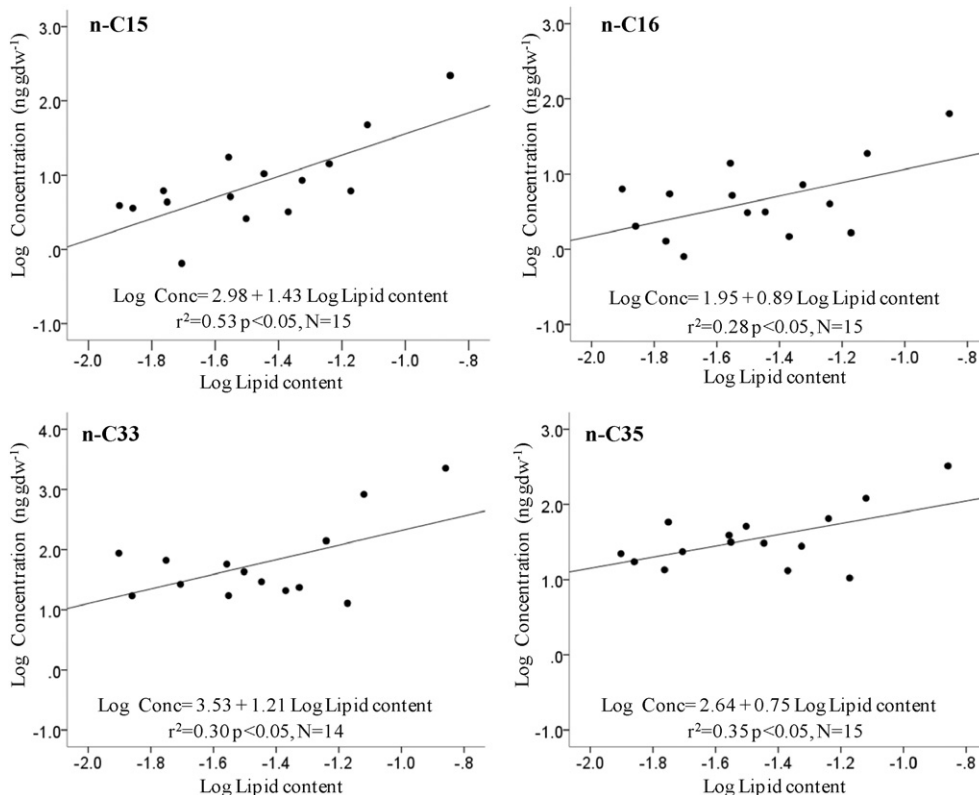 n-C15
Log Concentration (nggdw⁻¹)
3.0
2.0
1.0
.0
-1.0
Log Conc=2.98 + 1.43 Log Lipid content
r²=0.53 p<0.05, N=15
-2.0 -1.8 -1.6 -1.4 -1.2 -1.0 -.8
Log Lipid content
n-C16
Log Concentration (nggdw⁻¹)
3.0
2.0
1.0
.0
-1.0
Log Conc=1.95 + 0.89 Log Lipid content
r²=0.28 p<0.05, N=15
-2.0 -1.8 -1.6 -1.4 -1.2 -1.0 -.8
Log Lipid content
n-C33
Log Concentration (nggdw⁻¹)
4.0
3.0
2.0
1.0
.0
-1.0
Log Conc=3.53 + 1.21 Log Lipid content
r²=0.30 p<0.05, N=14
-2.0 -1.8 -1.6 -1.4 -1.2 -1.0 -.8
Log Lipid content
n-C35
Log Concentration (nggdw⁻¹)
3.0
2.0
1.0
.0
-1.0
Log Conc=2.64 + 0.75 Log Lipid content
r²=0.35 p<0.05, N=15
-2.0 -1.8 -1.6 -1.4 -1.2 -1.0 -.8
Log Lipid content